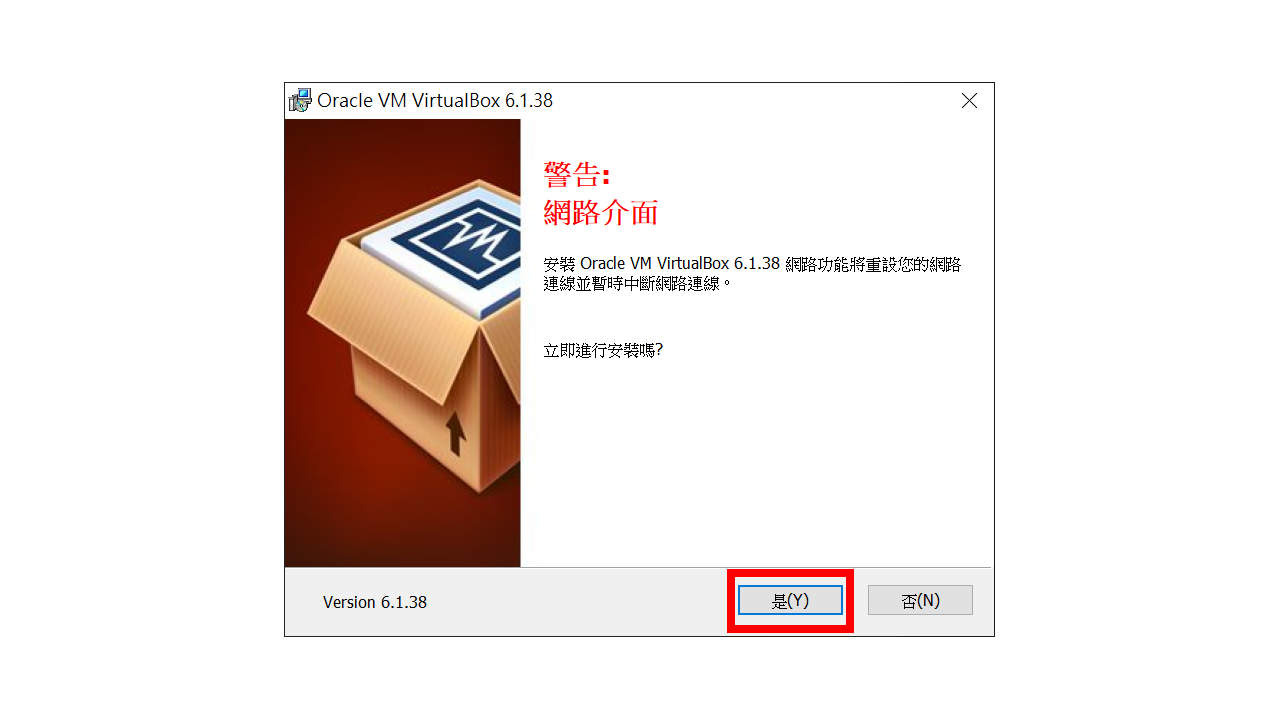 Oracle VM VirtualBox 6.1.38
警告:
網路介面
安裝 Oracle VM VirtualBox 6.1.38 網路功能將重設您的網路
連線並暫時中斷網路連線。
立即進行安裝嗎?
Version 6.1.38
是(Y)
否(N)